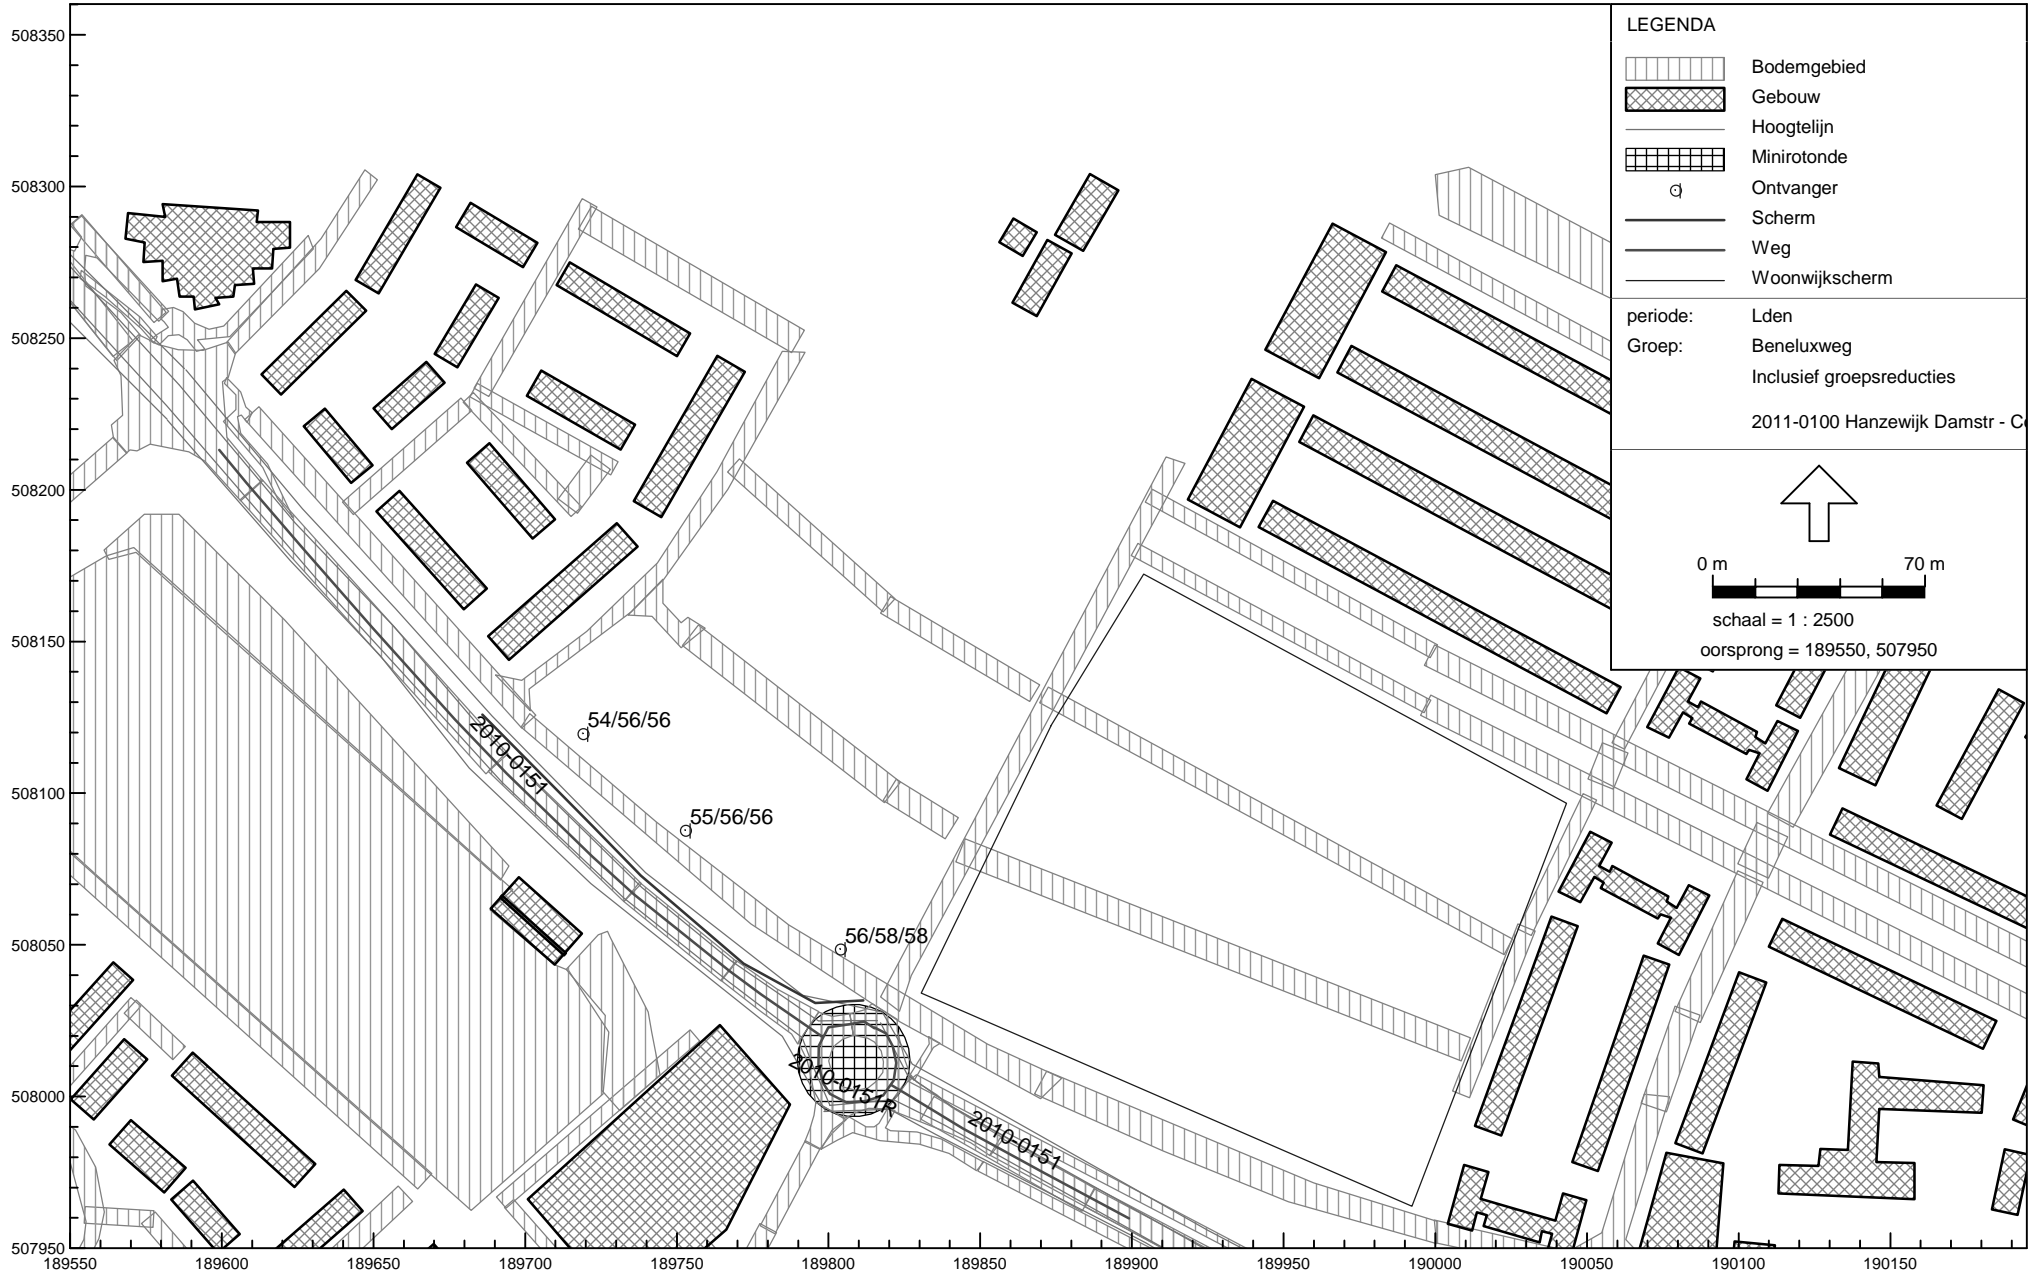 LEGENDA
Bodemgebied
Gebouw
Hoogtelijn
Minirotonde
Ontvanger
Scherm
Weg
Woonwijkscherm
periode: Lden
Groep: Beneluxweg
Inclusief groepsreducties
2011-0100 Hanzewijk Damstr - C
0 m 70 m
schaal = 1 : 2500
oorsprong = 189550, 507950
508350
508300
508250
508200
508150
508100
508050
508000
507950
54/56/56
2010-0151
55/56/56
56/58/58
2010-0151R
2010-0151
189550 189600 189650 189700 189750 189800 189850 189900 189950 190000 190050 190100 190150